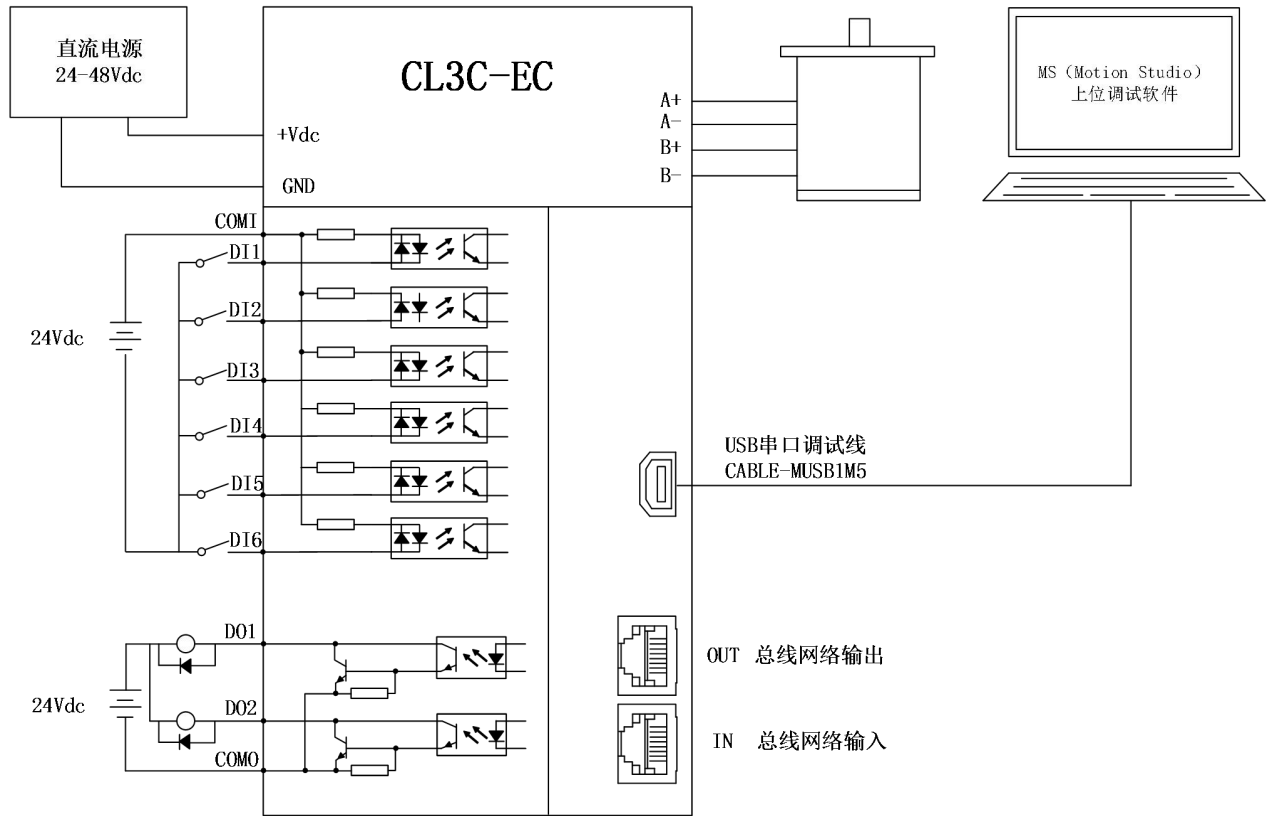 直流电源
24-48Vdc
CL3C-EC
+Vdc
GND
A+
A-
B+
B-
MS（Motion Studio）
上位调试软件
COMI
DI1
DI2
24Vdc
DI3
DI4
DI5
DI6
USB串口调试线
CABLE-MUSB1M5
DO1
24Vdc
DO2
COMO
OUT 总线网络输出
IN 总线网络输入